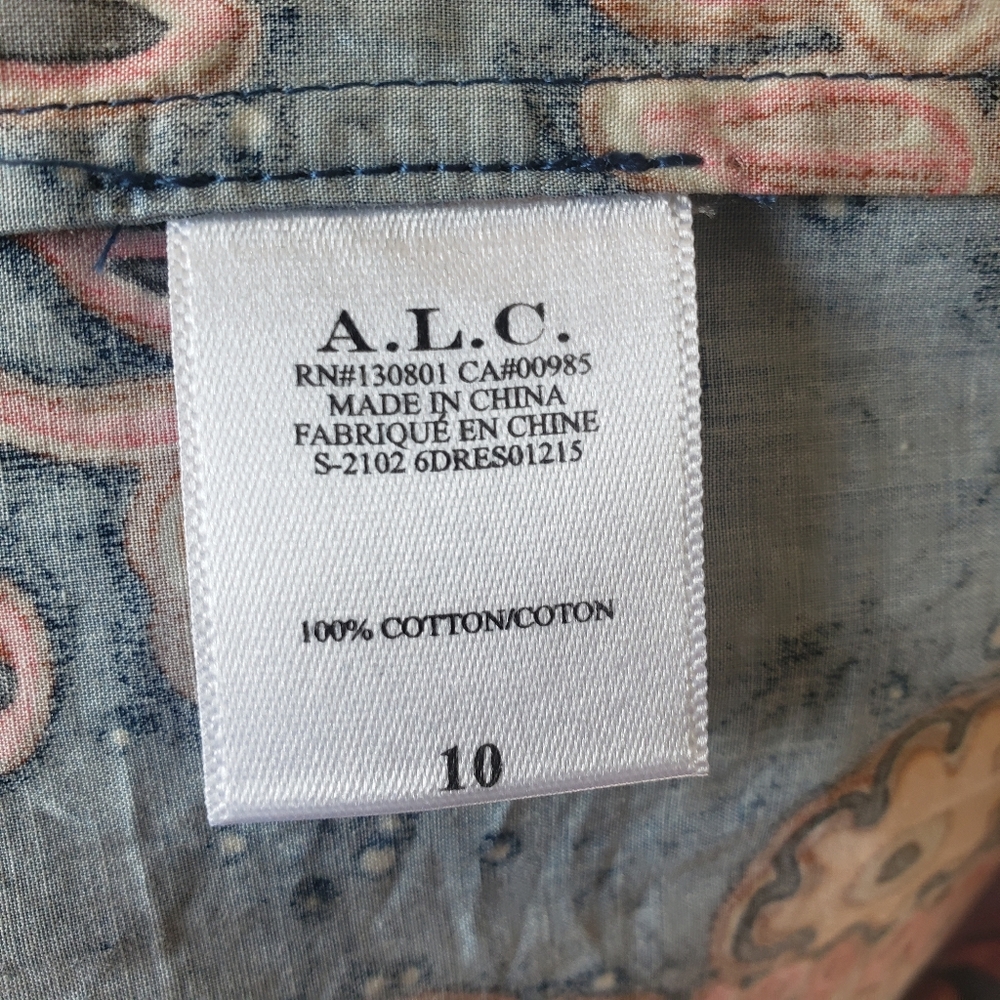 A.L.C.
RN#130801 CA#00985
MADE IN CHINA
FABRIQUÉ EN CHINE
S-2102 6DRES01215
100% COTTON/COTON
10